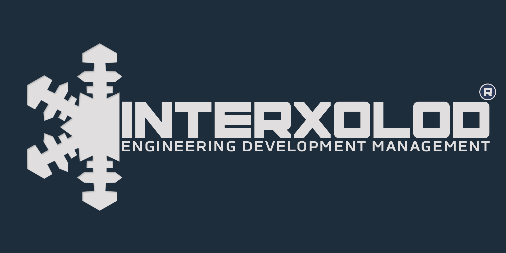 INTERXOLOD ®
ENGINEERING DEVELOPMENT MANAGEMENT